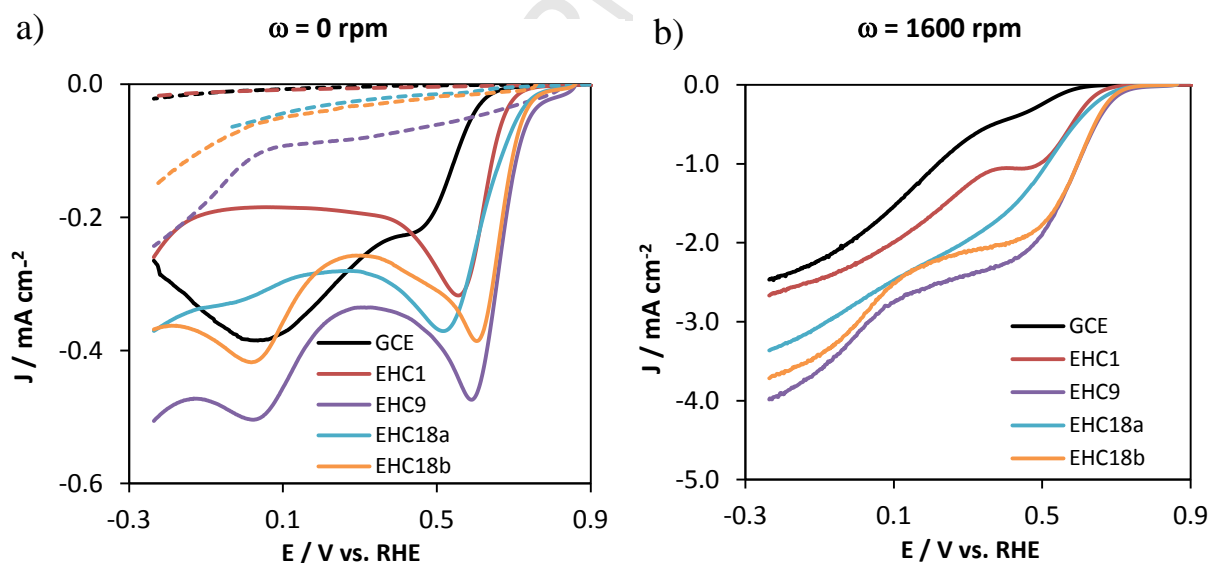 a)
ω = 0 rpm
0.0
-0.2
-0.4
-0.6
J / mA cm-2
-0.3
0.1
0.5
0.9
E / V vs. RHE
GCE
EHC1
EHC9
EHC18a
EHC18b
b)
ω = 1600 rpm
0.0
-1.0
-2.0
-3.0
-4.0
-5.0
J / mA cm-2
-0.3
0.1
0.5
0.9
E / V vs. RHE
GCE
EHC1
EHC9
EHC18a
EHC18b